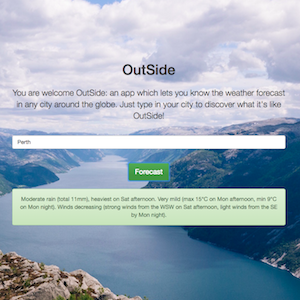 OutSide
You are welcome OutSide: an app which lets you know the weather forecast
in any city around the globe. Just type in your city to discover what it's like
OutSide!
Perth
Forecast
Moderate rain (total 11mm), heaviest on Sat afternoon. Very mild (max 15°C on Mon afternoon, min 9°C
on Mon night). Winds decreasing (strong winds from the WSW on Sat afternoon, light winds from the SE
by Mon night).